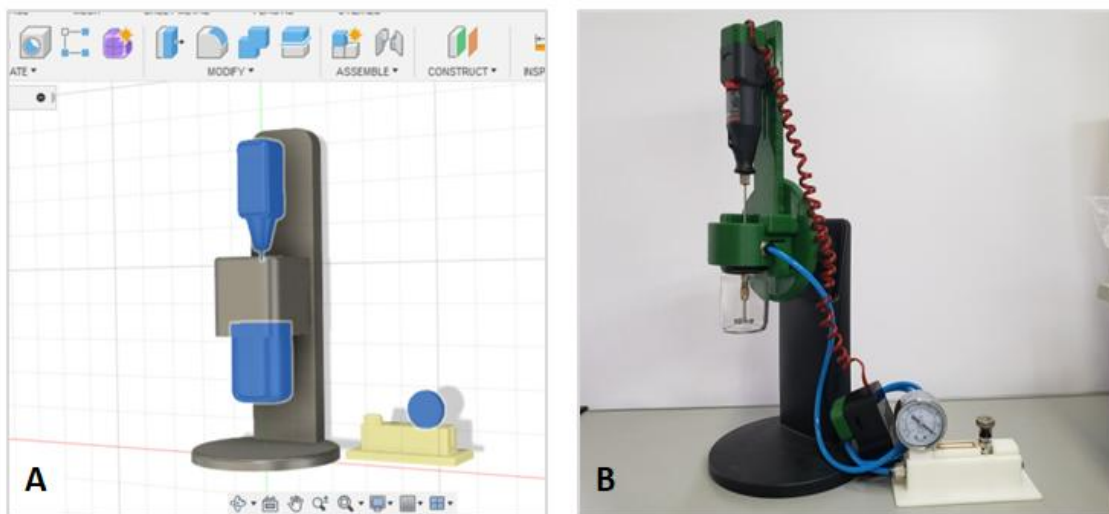 ATE ▾
MODIFY ▾
ASSEMBLE ▾
CONSTRUCT ▾
INSP
A
B